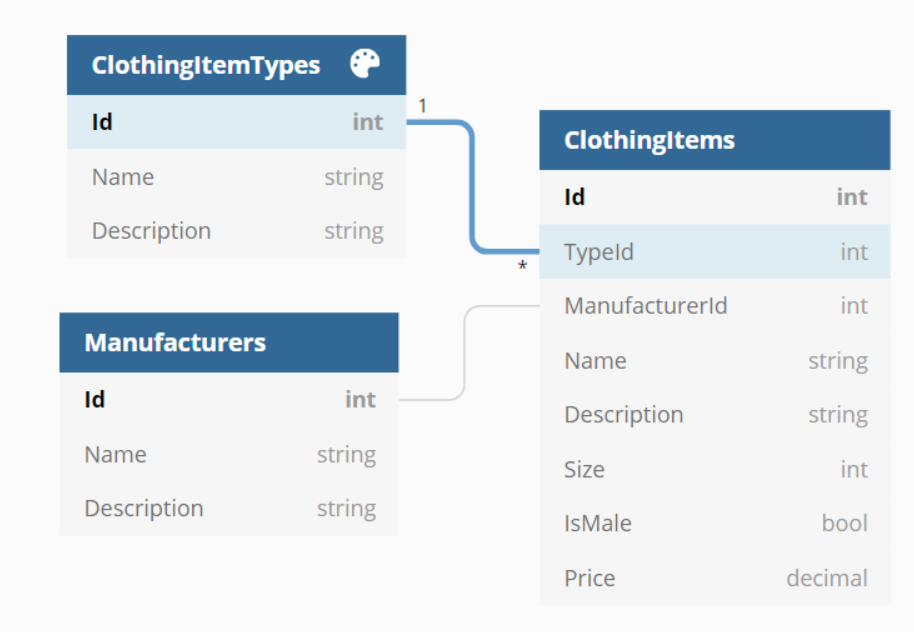 ClothingItemTypes
Id int
Name string
Description string
1
*
Manufacturers
Id int
Name string
Description string
ClothingItems
Id int
TypeId int
ManufacturerId int
Name string
Description string
Size int
IsMale bool
Price decimal